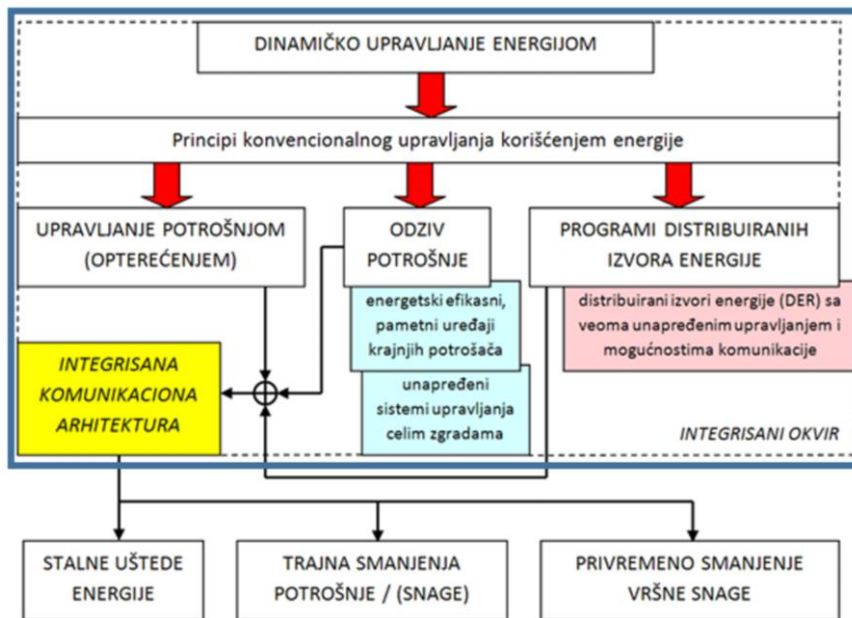 DINAMIČKO UPRAVLJANJE ENERGIJOM
Principi konvencionalnog upravljanja korišćenjem energije
UPRAVLJANJE POTROŠNJOM
(OPTEREĆENJEM)
ODZIV
POTROŠNJE
PROGRAMI DISTRIBUIRANIH
IZVORA ENERGIJE
energetski efikasni,
pametni uređaji
krajnjih potrošača
distribuirani izvori energije (DER) sa
veoma unapređenim upravljanjem i
mogućnostima komunikacije
INTEGRISANA
KOMUNIKACIONA
ARHITEKTURA
unapređeni
sistemi upravljanja
celim zgradama
INTEGRISANI OKVIR
STALNE UŠTEDE
ENERGIJE
TRAJNA SMANJENJA
POTROŠNJE / (SNAGE)
PRIVREMENO SMANJENJE
VRŠNE SNAGE